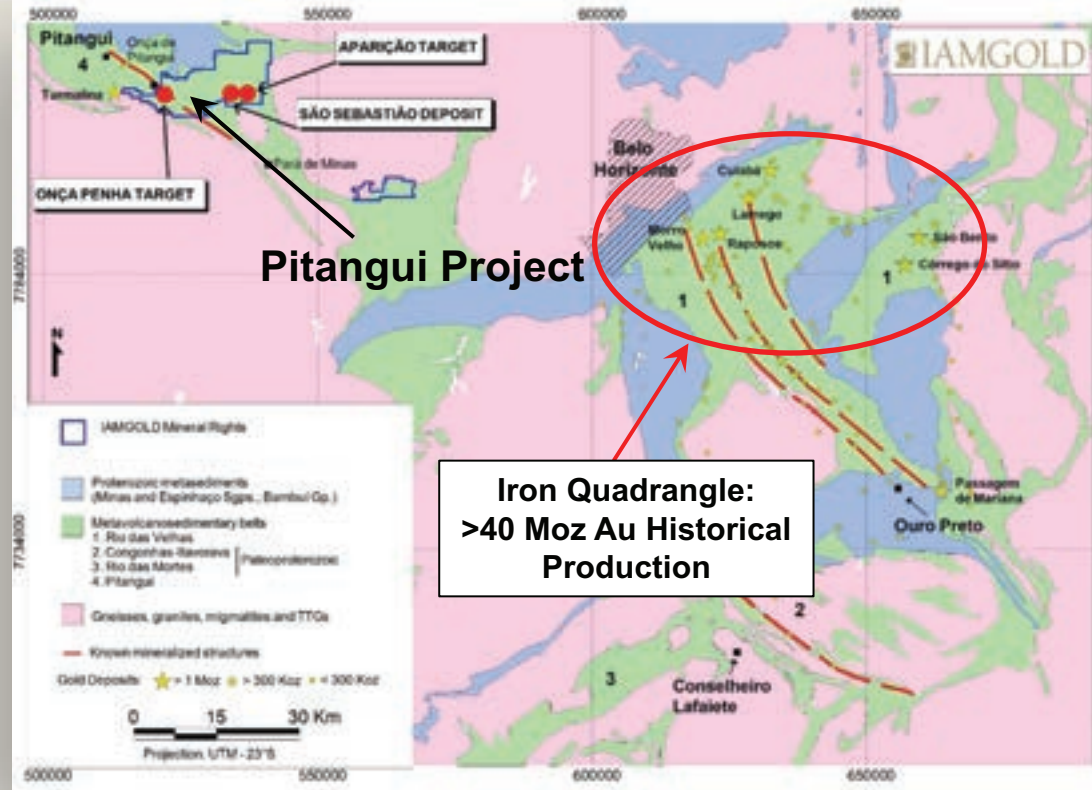 500000
550000
600000
650000
IAMGOLD
Pitangui
4
Onça de
Pitangui
APARIÇÃO TARGET
Turmalina
SÃO SEBASTIÃO DEPOSIT
Pará de Minas
ONÇA PENHA TARGET
Pitangui Project
Belo
Horizonte
Cuiabá
Lamego
Morro
Velho
Raposos
São Bento
Córrego do Sítio
1
1
7784000
N
IAMGOLD Mineral Rights
Proterozoic metasediments
(Minas and Espinhaço Sgps., Bambuí Gp.)
Metavolcanosedimentary belts
1. Rio das Velhas
2. Congonhas-Itaverava
3. Rio das Mortes
Paleoproterozoic
4. Pitangui
Gneisses, granites, migmatites and TTGs
Known mineralized structures
Gold Deposits > 1 Moz > 300 Koz < 300 Koz
0 15 30 Km
Projection, UTM - 23°S
7734000
Iron Quadrangle:
>40 Moz Au Historical
Production
Passagem
de Mariana
Ouro Preto
2
3
Conselheiro
Lafaiete
500000
550000
600000
650000